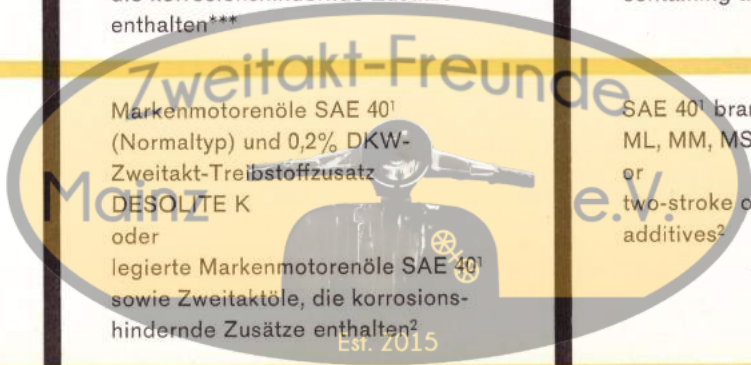 enthalten***
Zweitakt-Freunde
Mainz e.V.
Est. 2015
Markenmotorenöle SAE 40¹
(Normaltyp) und 0,2% DKW-
Zweitakt-Treibstoffzusatz
DESOLITE K
oder
legierte Markenmotorenöle SAE 40¹
sowie Zweitaktöle, die korrosions-
hindernde Zusätze enthalten²
SAE 40¹
ML, MM, MS
or
two-stroke
additives²